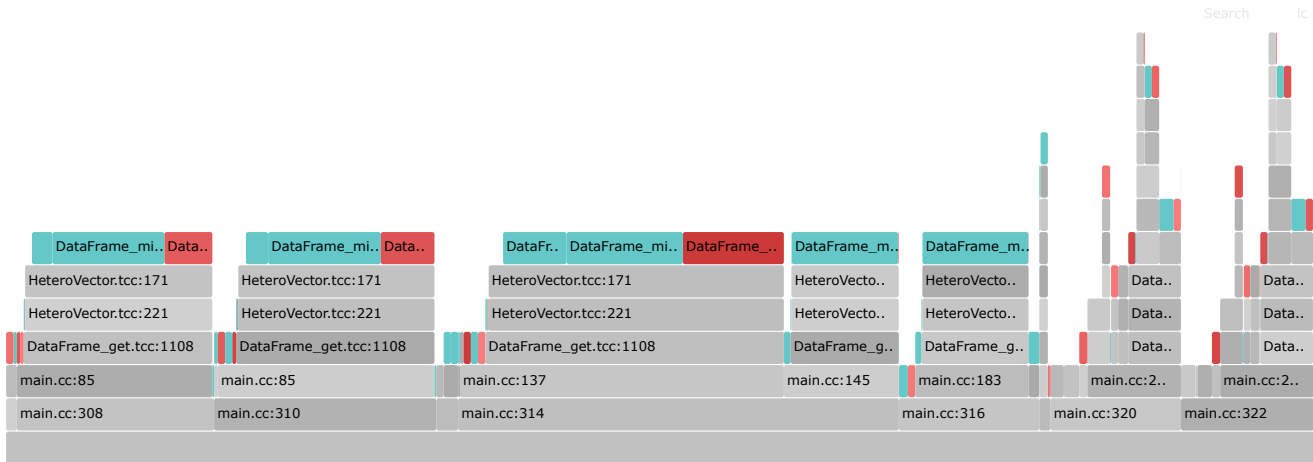 Search ic
DataFrame_mi.. Data.. DataFrame_mi.. Data.. DataFr.. DataFrame_mi.. DataFrame_.. DataFrame_m.. DataFrame_m..
HeteroVector.tcc:171 HeteroVector.tcc:171 HeteroVector.tcc:171 HeteroVecto.. HeteroVecto.. Data.. Data..
HeteroVector.tcc:221 HeteroVector.tcc:221 HeteroVector.tcc:221 HeteroVecto.. HeteroVecto.. Data.. Data..
DataFrame_get.tcc:1108 DataFrame_get.tcc:1108 DataFrame_get.tcc:1108 DataFrame_g.. DataFrame_g.. Data.. Data..
main.cc:85 main.cc:85 main.cc:137 main.cc:145 main.cc:183 main.cc:2.. main.cc:2..
main.cc:308 main.cc:310 main.cc:314 main.cc:316 main.cc:320 main.cc:322